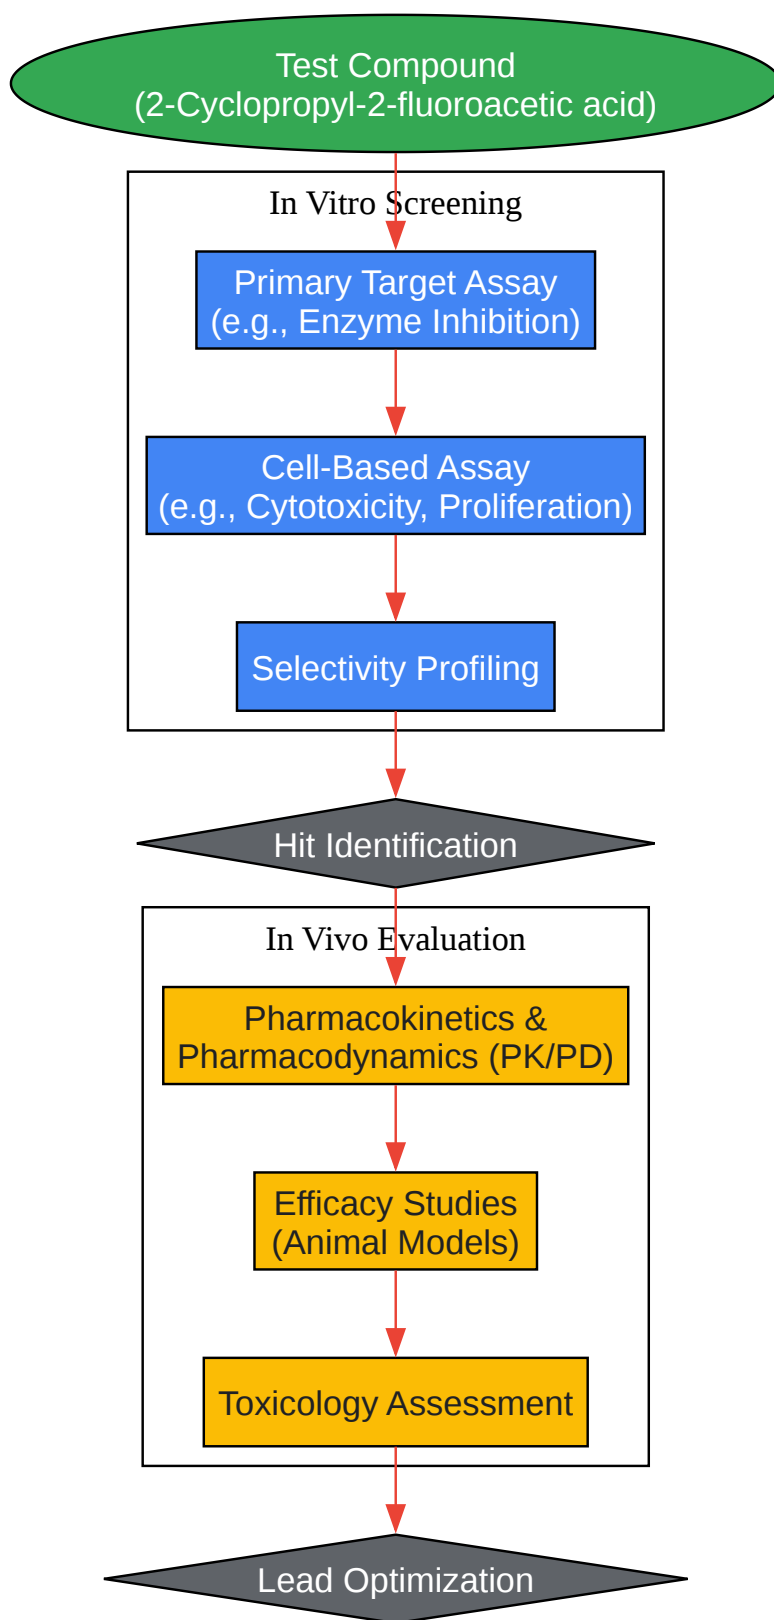 Test Compound
(2-Cyclopropyl-2-fluoroacetic acid)
In Vitro Screening
Primary Target Assay
(e.g., Enzyme Inhibition)
Cell-Based Assay
(e.g., Cytotoxicity, Proliferation)
Selectivity Profiling
Hit Identification
In Vivo Evaluation
Pharmacokinetics &
Pharmacodynamics (PK/PD)
Efficacy Studies
(Animal Models)
Toxicology Assessment
Lead Optimization